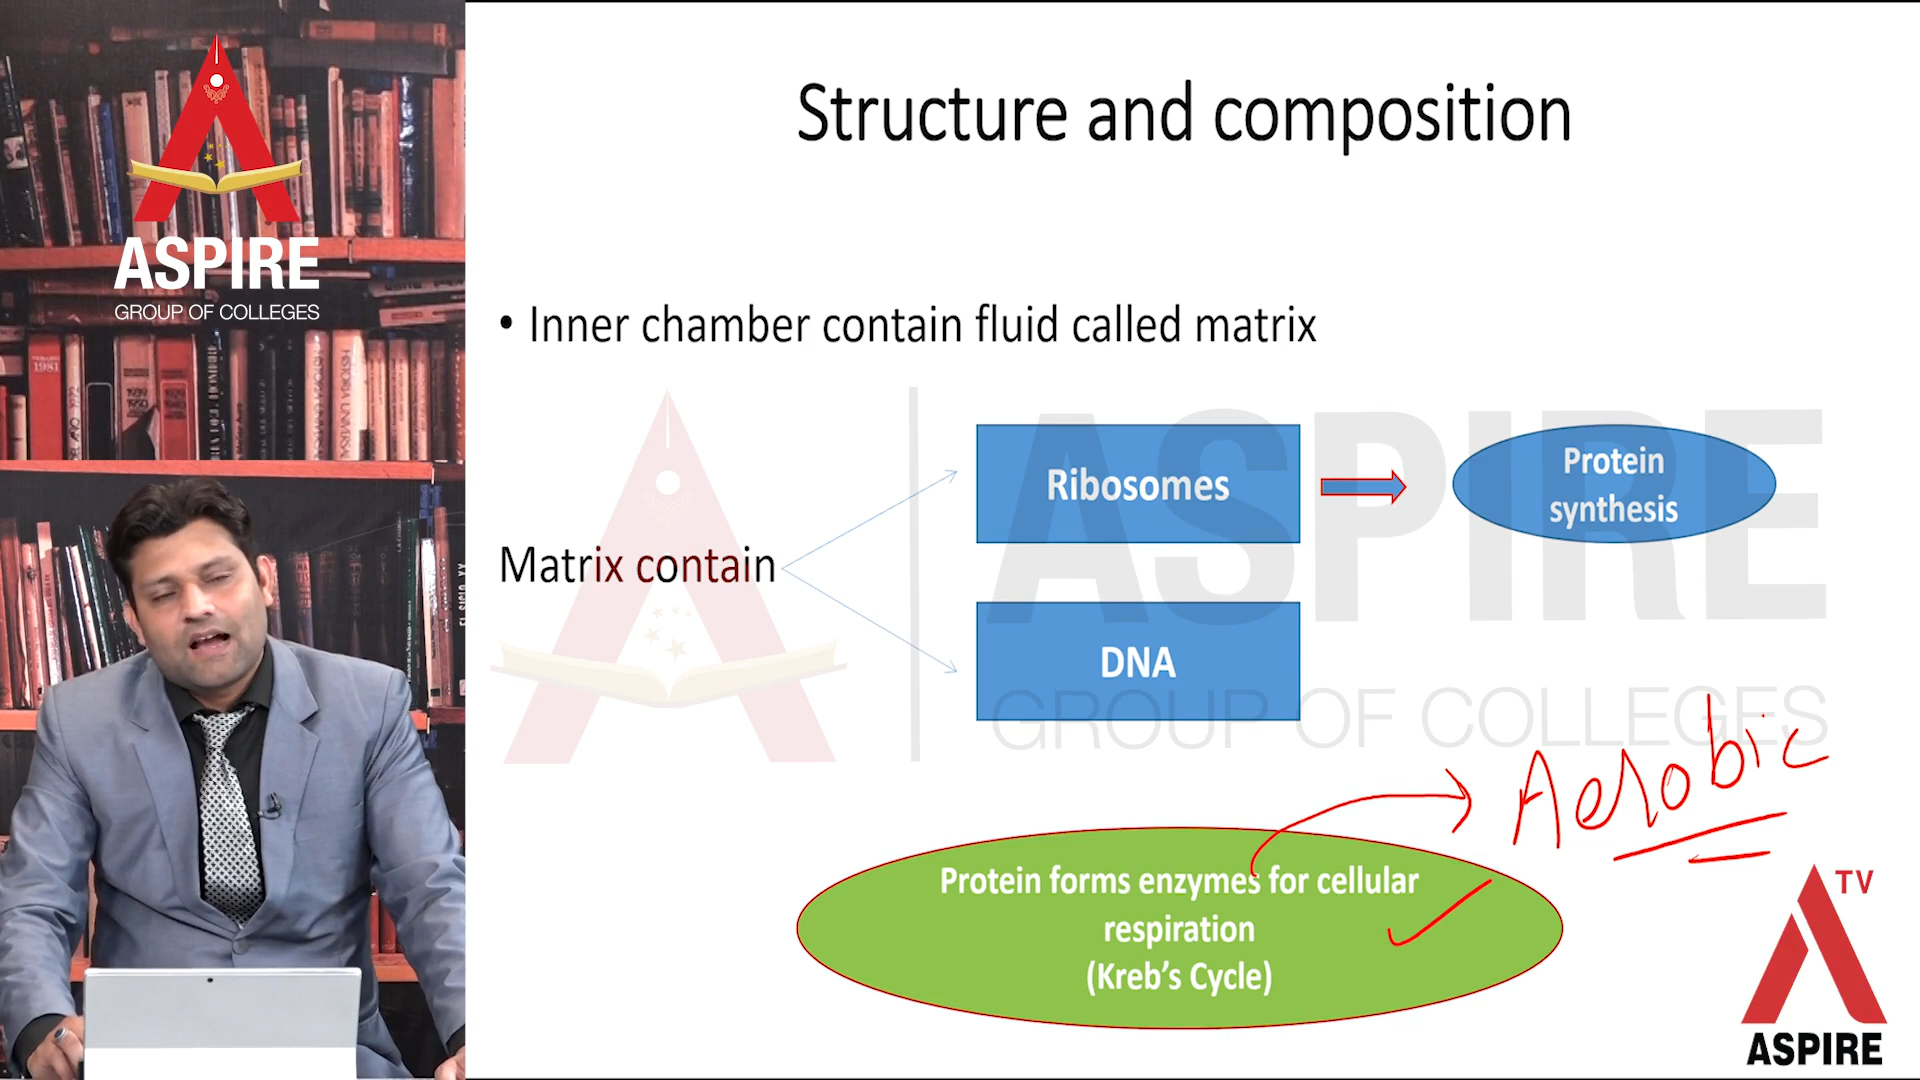 ASPIRE
GROUP OF COLLEGES
1981
Structure and composition
• Inner chamber contain fluid called matrix
ASPIRE
GROUP OF COLLEGES
Matrix contain
Ribosomes
Protein
synthesis
DNA
Aerobic
Protein forms enzymes for cellular
respiration
(Kreb’s Cycle)
TV
ASPIRE